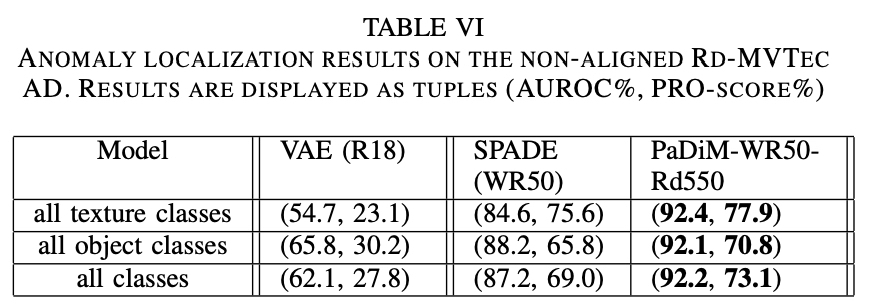 TABLE VI
ANOMALY LOCALIZATION RESULTS ON THE NON-ALIGNED RD-MVTEC
AD. RESULTS ARE DISPLAYED AS TUPLES (AUROC%, PRO-SCORE%)
Model VAE (R18) SPADE (WR50) PaDiM-WR50-
Rd550
all texture classes (54.7, 23.1) (84.6, 75.6) (92.4, 77.9)
all object classes (65.8, 30.2) (88.2, 65.8) (92.1, 70.8)
all classes (62.1, 27.8) (87.2, 69.0) (92.2, 73.1)